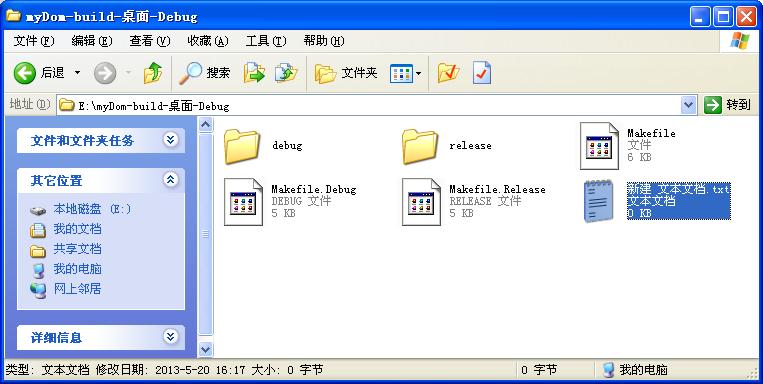 myDom-build-桌面-Debug
文件(F) 编辑(E) 查看(V) 收藏(A) 工具(T) 帮助(H)
后退 搜索 文件夹
地址(D) E:\myDom-build-桌面-Debug 转到
文件和文件夹任务
其它位置
本地磁盘 (E:)
我的文档
共享文档
我的电脑
网上邻居
详细信息
debug
release
Makefile
文件
6 KB
Makefile.Debug
DEBUG 文件
5 KB
Makefile.Release
RELEASE 文件
5 KB
新建 文本文档.txt
文本文档
0 KB
类型: 文本文档 修改日期: 2013-5-20 16:17 大小: 0 字节 0 字节 我的电脑